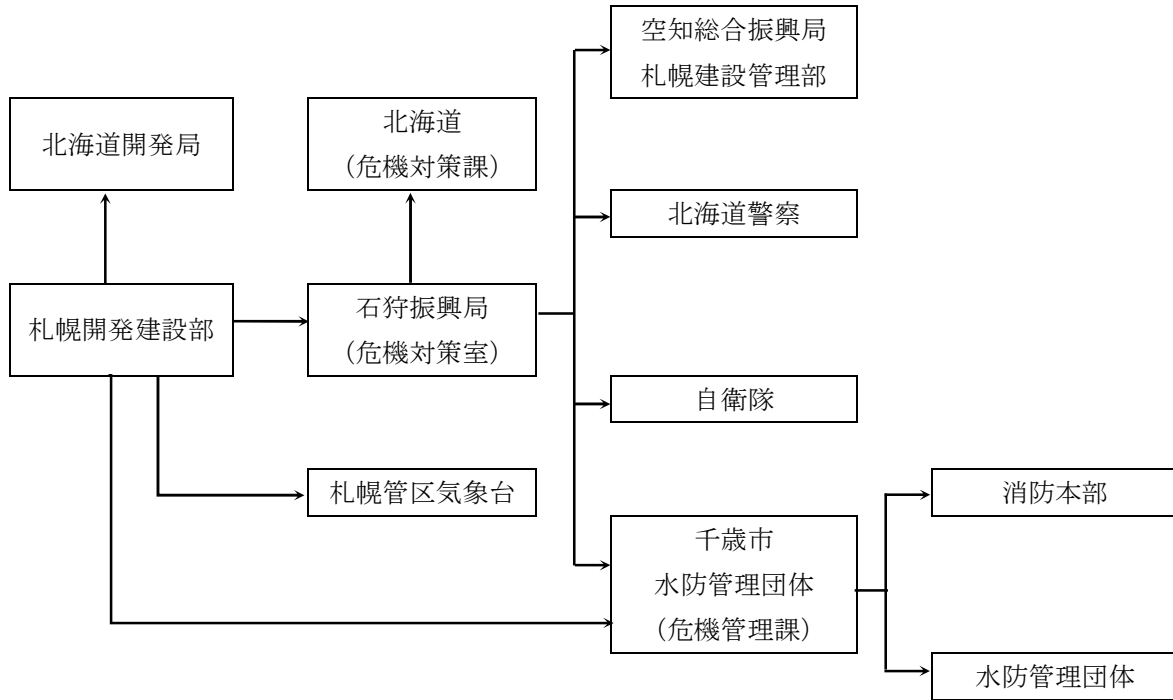 空知総合振興局
札幌建設管理部
北海道開発局
北海道
（危機対策課）
北海道警察
札幌開発建設部
石狩振興局
（危機対策室）
自衛隊
札幌管区気象台
消防本部
千歳市
水防管理団体
（危機管理課）
水防管理団体